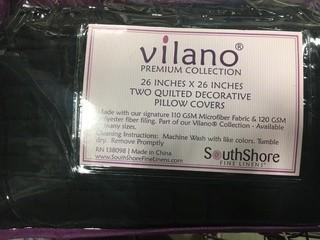 vilano®
PREMIUM COLLECTION
26 INCHES X 26 INCHES
TWO QUILTED DECORATIVE
PILLOW COVERS
Made with our signature 110 GSM Microfiber Fabric & 120 GSM
Polyester fiber filing. Part of our Vilano® Collection - Available
in many sizes.
Cleaning Instructions: Machine Wash with like colors. Tumble
dry. Remove Promptly
RN 138098 | Made in China
www.SouthShoreFineLinens.com
SouthShore
FINE LINENS